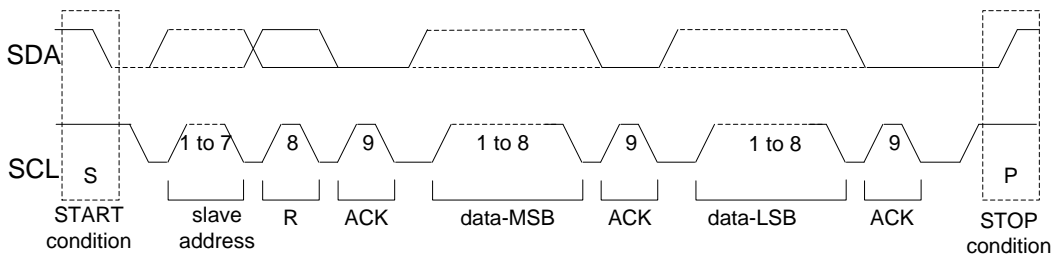 SDA
1 to 7 8 9 1 to 8 9 1 to 8 9
SCL S P
START condition
slave address
R
ACK
data-MSB
ACK
data-LSB
ACK
STOP condition